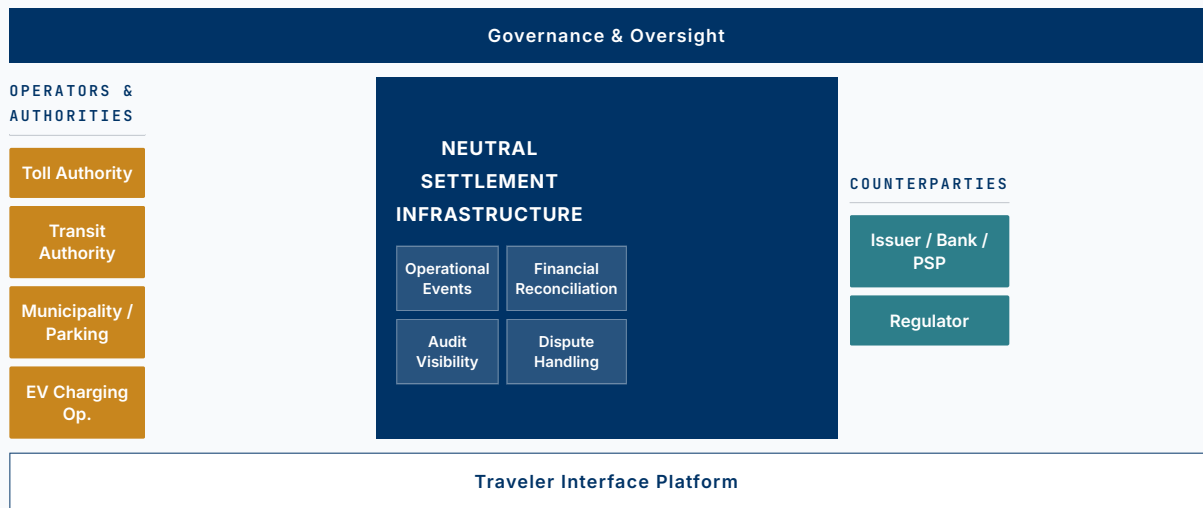 Governance & Oversight
OPERATORS &
AUTHORITIES
Toll Authority
Transit
Authority
Municipality /
Parking
EV Charging
Op.
NEUTRAL
SETTLEMENT
INFRASTRUCTURE
Operational
Events
Financial
Reconciliation
Audit
Visibility
Dispute
Handling
COUNTERPARTIES
Issuer / Bank /
PSP
Regulator
Traveler Interface Platform